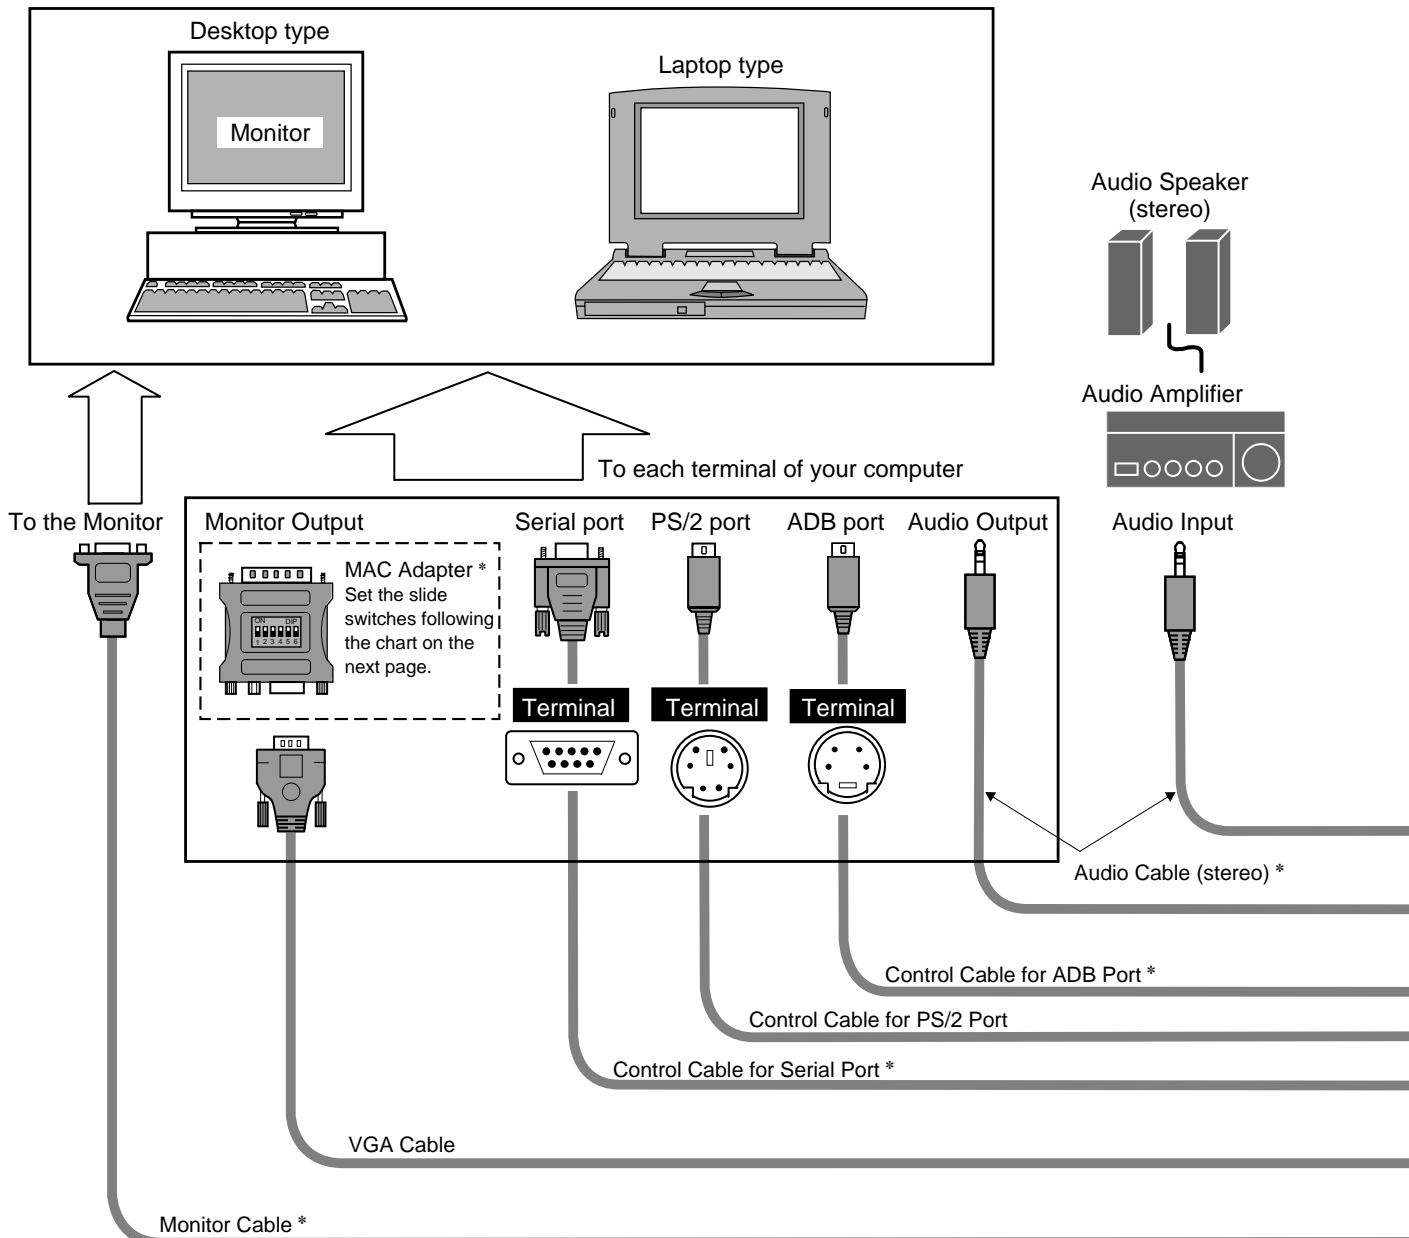 Desktop type
Laptop type
Monitor
Audio Speaker
(stereo)
Audio Amplifier
To each terminal of your computer
To the Monitor
Monitor Output
Serial port
PS/2 port
ADB port
Audio Output
Audio Input
MAC Adapter *
Set the slide
switches following
the chart on the
next page.
ON DIP
1 2 3 4 5 6
Terminal
Terminal
Terminal
Audio Cable (stereo) *
Control Cable for ADB Port *
Control Cable for PS/2 Port
Control Cable for Serial Port *
VGA Cable
Monitor Cable *